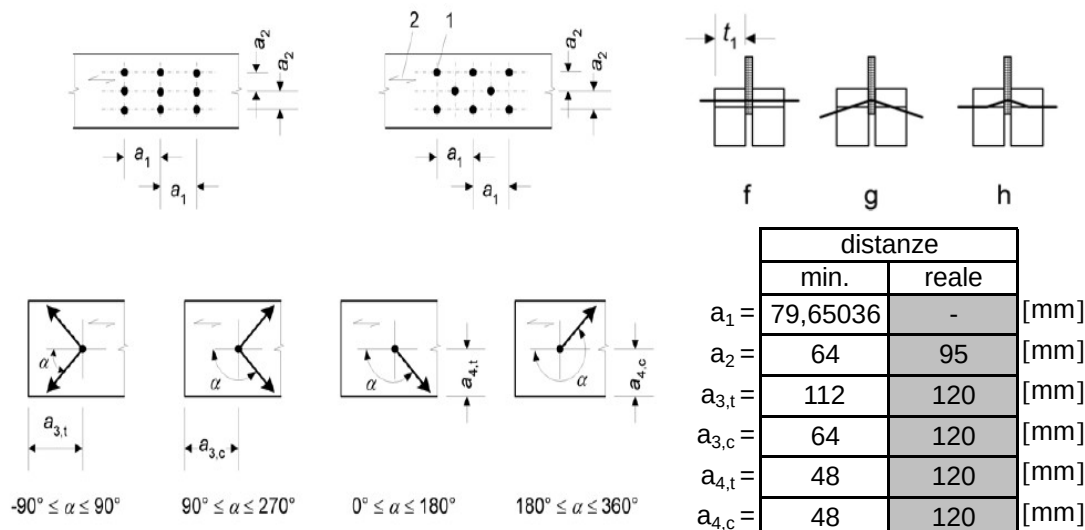 2 1
a2
a2
a1
a1
a2
a2
a1
a1
t1
f g h
α
a3,t
-90° ≤ α ≤ 90°
α
a3,c
90° ≤ α ≤ 270°
α
a4,t
0° ≤ α ≤ 180°
α
a4,c
180° ≤ α ≤ 360°
distanze
min. reale
a1 = 79,65036 - [mm]
a2 = 64 95 [mm]
a3,t = 112 120 [mm]
a3,c = 64 120 [mm]
a4,t = 48 120 [mm]
a4,c = 48 120 [mm]